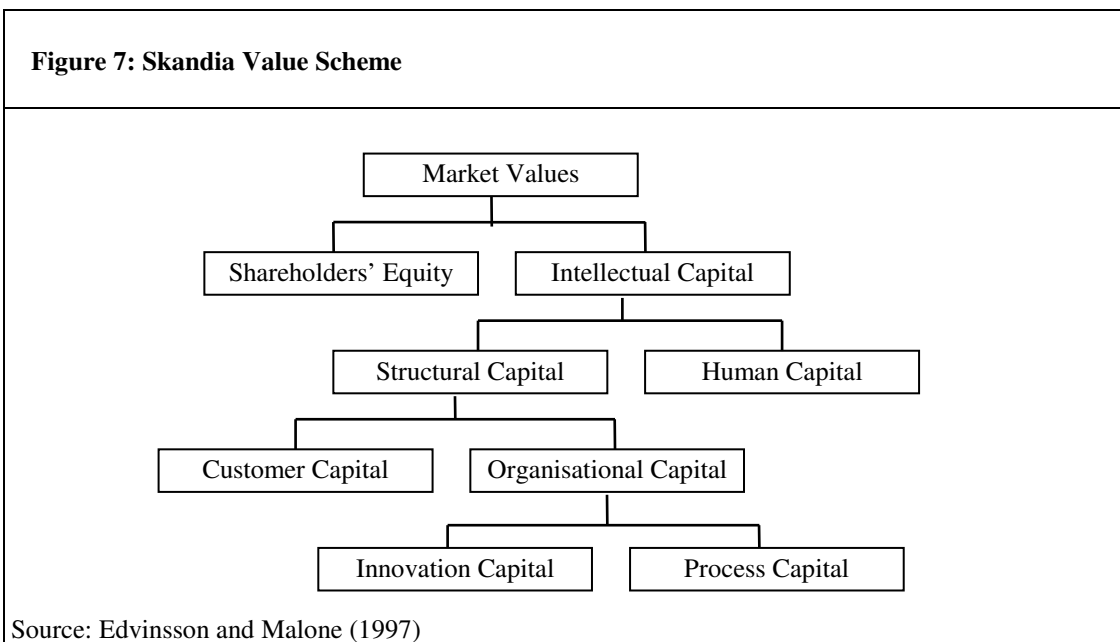 Figure 7: Skandia Value Scheme
Market Values
Shareholders’ Equity
Intellectual Capital
Structural Capital
Human Capital
Customer Capital
Organisational Capital
Innovation Capital
Process Capital
Source: Edvinsson and Malone (1997)